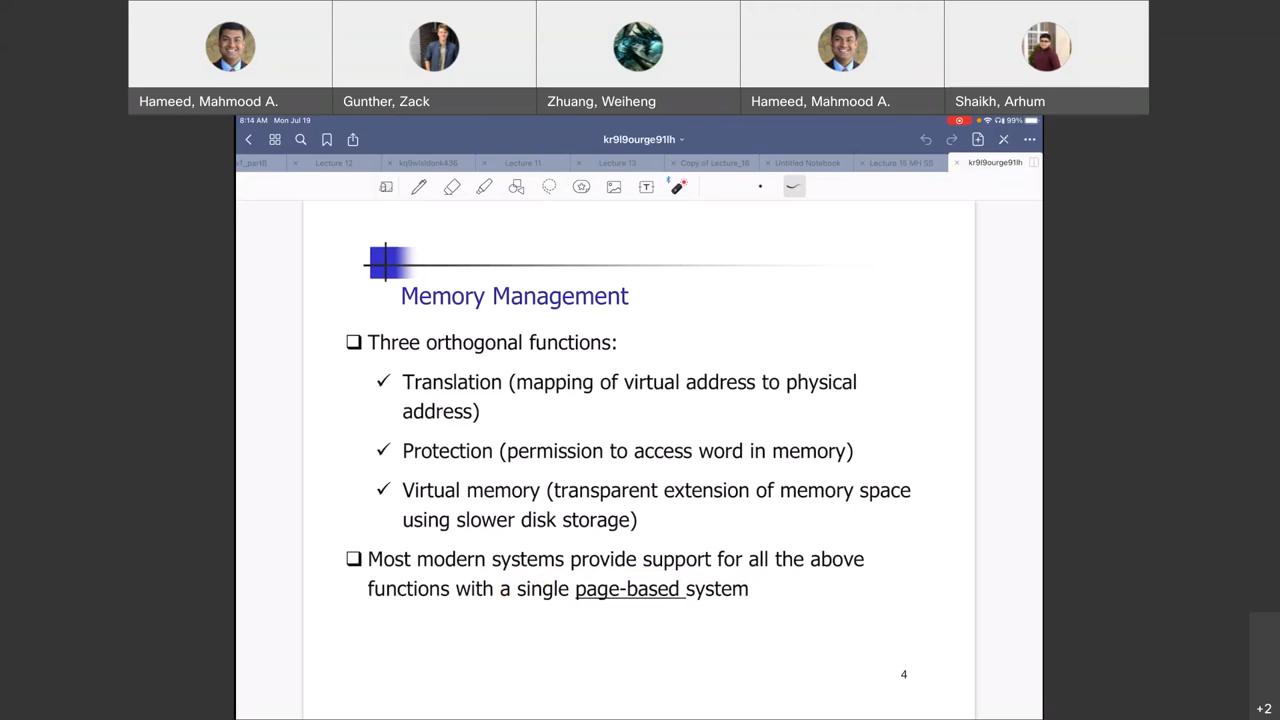 Hameed, Mahmood A.
Gunther, Zack
Zhuang, Weiheng
Hameed, Mahmood A.
Shaikh, Arhum
8:14 AM Mon Jul 19
99%
kr9l9ourge91lh
x1_partB
Lecture 12
kq9wlsldonk436
Lecture 11
Lecture 13
Copy of Lecture_16
Untitled Notebook
Lecture 15 MH SS
kr9l9ourge91lh
T
Memory Management
Three orthogonal functions:
Translation (mapping of virtual address to physical
address)
Protection (permission to access word in memory)
Virtual memory (transparent extension of memory space
using slower disk storage)
Most modern systems provide support for all the above
functions with a single page-based system
4
+2